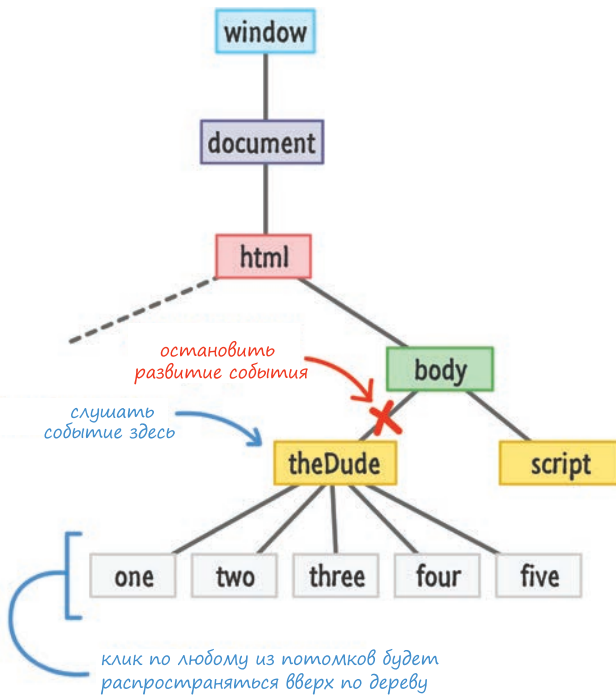 window
document
html
остановить
развитие события
body
слушать
событие здесь
theDude
script
one
two
three
four
five
клик по любому из потомков будет
распространяться вверх по дереву